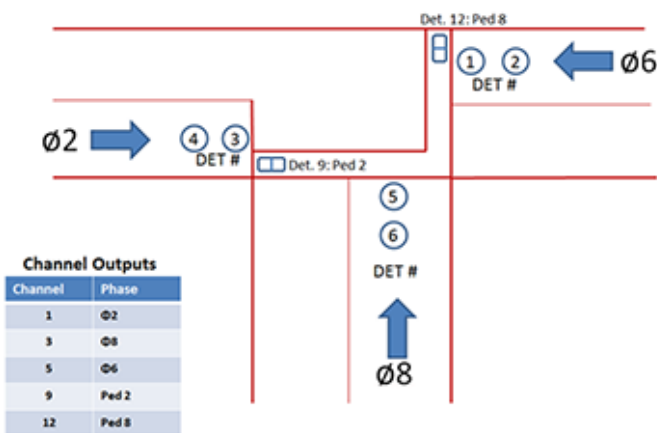 Det. 12: Ped 8
1 2
DET #
Ø6
Ø2
4 3
DET #
Det. 9: Ped 2
5
6
DET #
Ø8
Channel Outputs
Channel Phase
1 Φ2
3 Φ8
5 Φ6
9 Ped 2
12 Ped 8